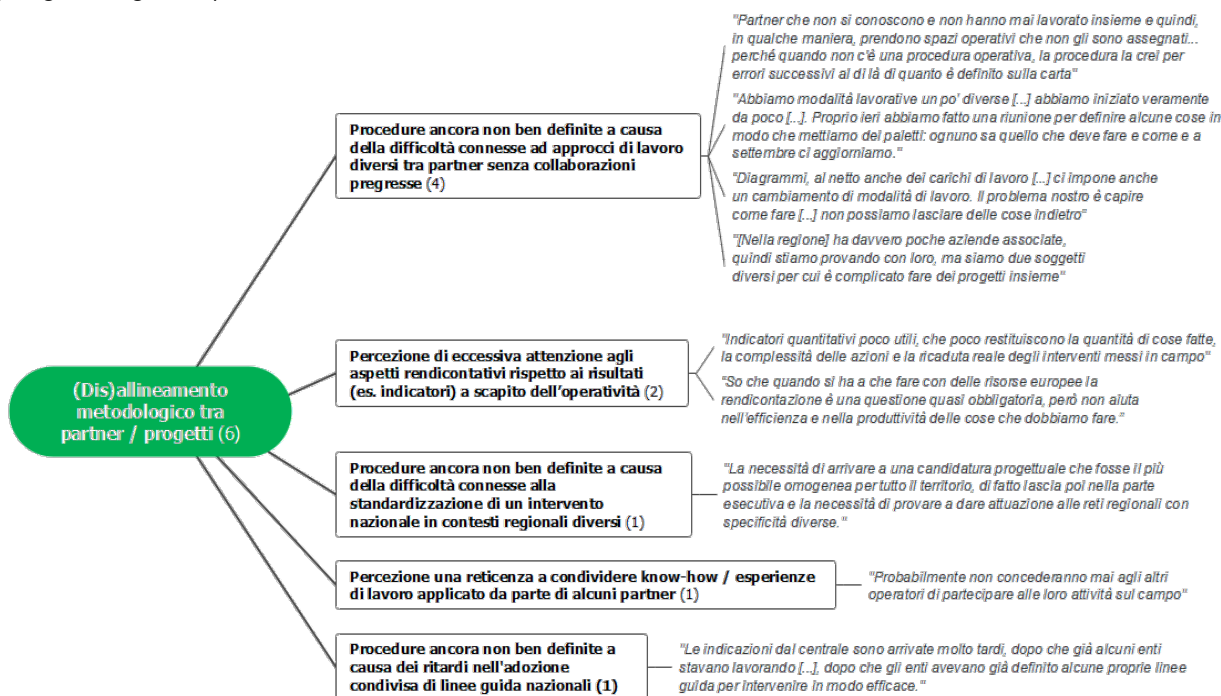 (Dis)allineamento
metodologico tra
partner / progetti (6)
Procedure ancora non ben definite a causa
della difficoltà connesse ad approcci di lavoro
diversi tra partner senza collaborazioni
pregresse (4)
"Partner che non si conoscono e non hanno mai lavorato insieme e quindi,
in qualche maniera, prendono spazi operativi che non gli sono assegnati...
perché quando non c'è una procedura operativa, la procedura la crei per
errori successivi al di là di quanto è definito sulla carta"
"Abbiamo modalità lavorative un po' diverse [...] abbiamo iniziato veramente
da poco [...]. Proprio ieri abbiamo fatto una riunione per definire alcune cose in
modo che mettiamo dei paletti: ognuno sa quello che deve fare e come e a
settembre ci aggiorniamo."
"Diagrammi, al netto anche dei carichi di lavoro [...] ci impone anche
un cambiamento di modalità di lavoro. Il problema nostro è capire
come fare [...] non possiamo lasciare delle cose indietro"
"[Nella regione] ha davvero poche aziende associate,
quindi stiamo provando con loro, ma siamo due soggetti
diversi per cui è complicato fare dei progetti insieme"
Percezione di eccessiva attenzione agli
aspetti rendicontativi rispetto ai risultati
(es. indicatori) a scapito dell'operatività (2)
"Indicatori quantitativi poco utili, che poco restituiscono la quantità di cose fatte,
la complessità delle azioni e la ricaduta reale degli interventi messi in campo"
"So che quando si ha a che fare con delle risorse europee la
rendicontazione è una questione quasi obbligatoria, però non aiuta
nell'efficienza e nella produttività delle cose che dobbiamo fare."
Procedure ancora non ben definite a causa
della difficoltà connesse alla
standardizzazione di un intervento
nazionale in contesti regionali diversi (1)
"La necessità di arrivare a una candidatura progettuale che fosse il più
possibile omogenea per tutto il territorio, di fatto lascia poi nella parte
esecutiva e la necessità di provare a dare attuazione alle reti regionali con
specificità diverse."
Percezione una reticenza a condividere know-how / esperienze
di lavoro applicato da parte di alcuni partner (1)
"Probabilmente non concederanno mai agli altri
operatori di partecipare alle loro attività sul campo"
Procedure ancora non ben definite a
causa dei ritardi nell'adozione
condivisa di linee guida nazionali (1)
"Le indicazioni dal centrale sono arrivate molto tardi, dopo che già alcuni enti
stavano lavorando [...], dopo che gli enti avevano già definito alcune proprie linee
guida per intervenire in modo efficace."